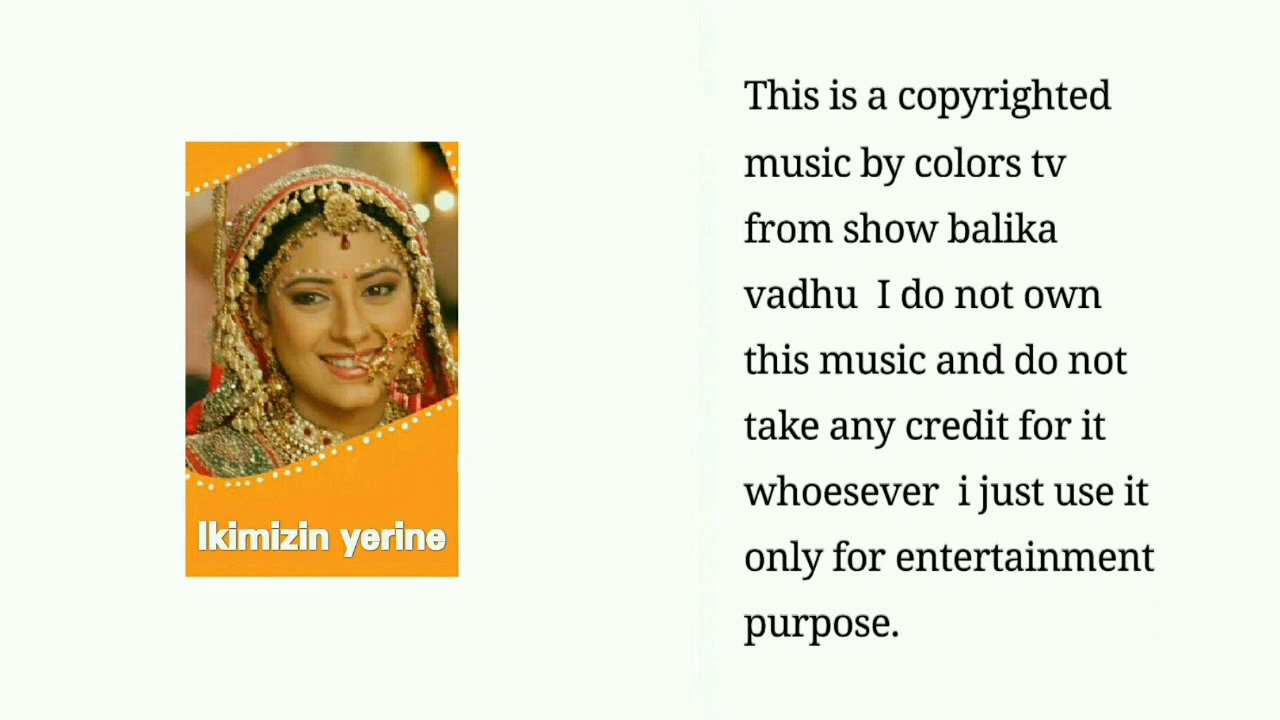 Ikimizin yerine
This is a copyrighted
music by colors tv
from show balika
vadhu  I do not own
this music and do not
take any credit for it
whoesever  i just use it
only for entertainment
purpose.